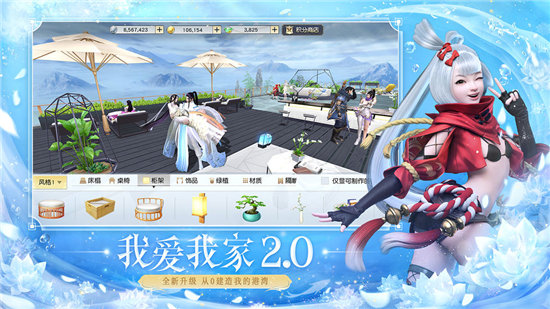 8,567,423 106,154 3,825 积分商店
风格1 床榻 桌椅 柜架 饰品 绿植 材质 隔断 仅显可制作的
我爱我家2.0
全新升级 从0建造我的港湾